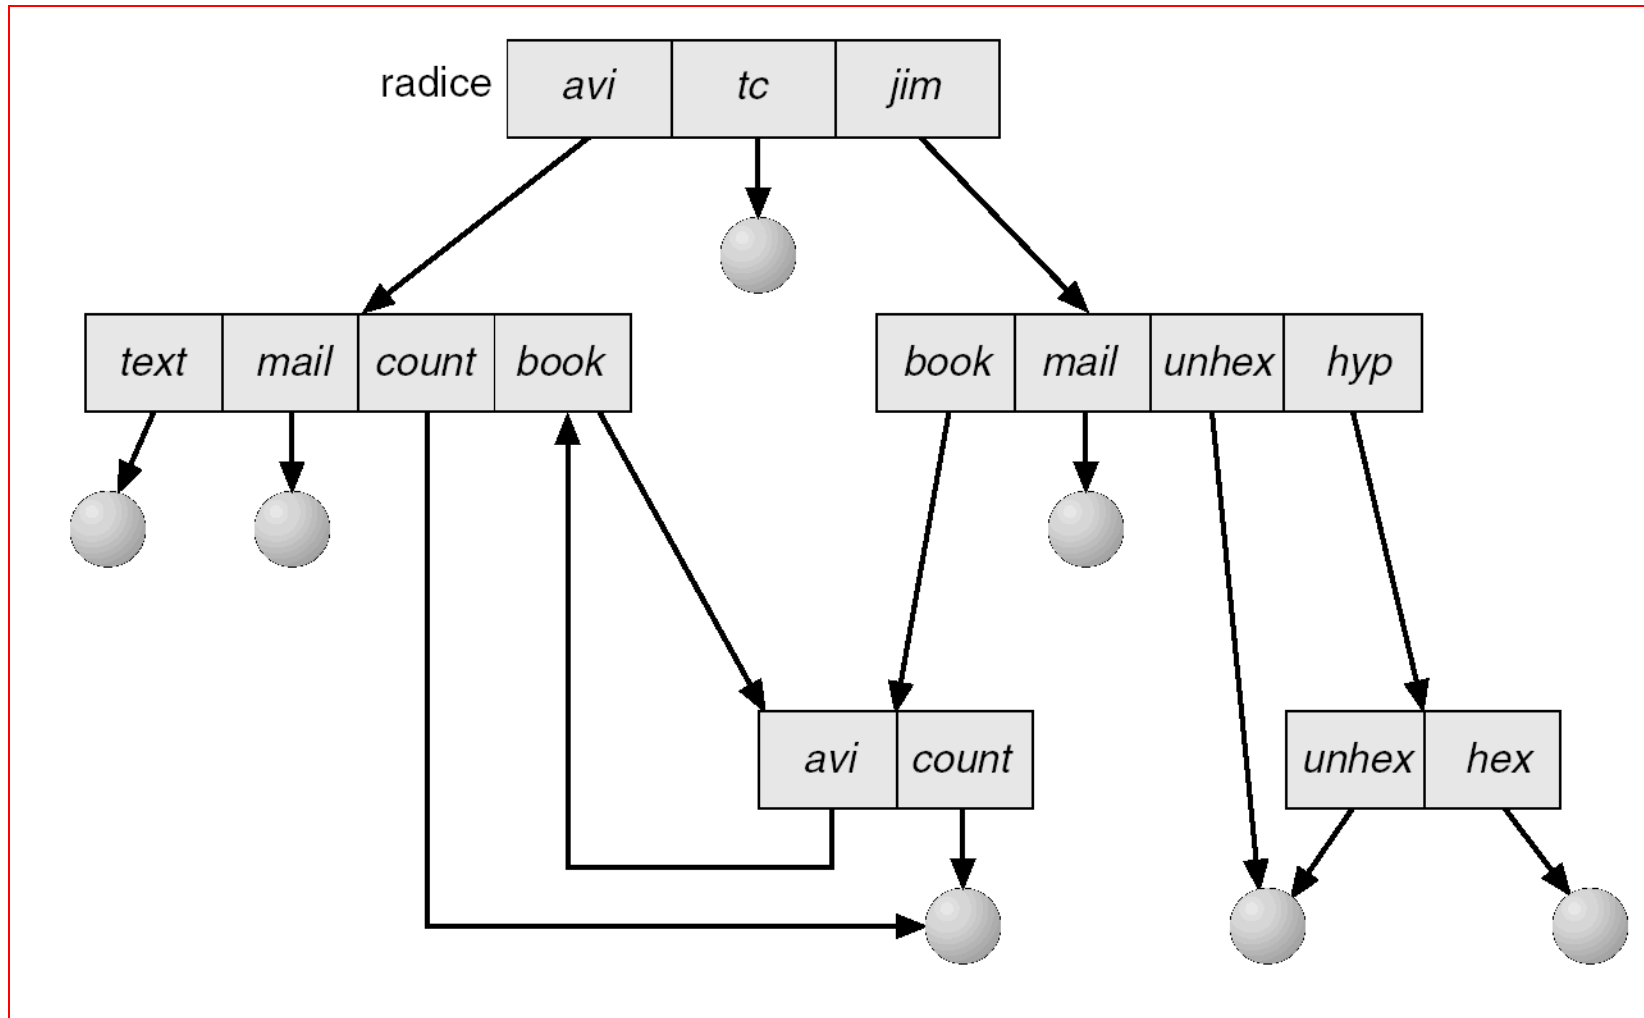 radice avi tc jim
text mail count book book mail unhex hyp
avi count unhex hex